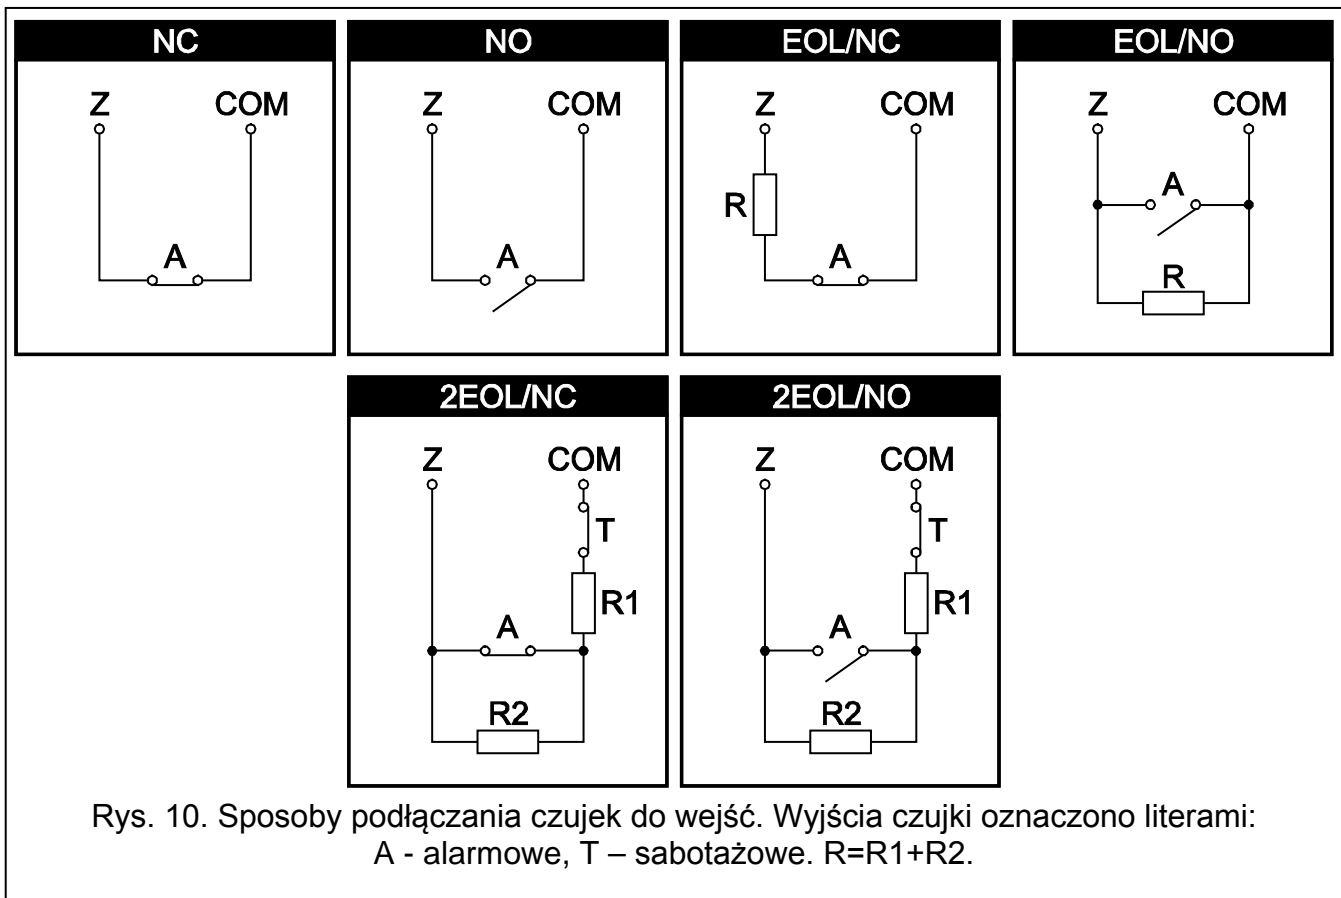 NC
Z COM
A
NO
Z COM
A
EOL/NC
Z COM
R
A
EOL/NO
Z COM
A
R
2EOL/NC
Z COM
T
R1
A
R2
2EOL/NO
Z COM
T
R1
A
R2
Rys. 10. Sposoby podłączania czujek do wejść. Wyjścia czujki oznaczono literami:
A - alarmowe, T – sabotażowe. R=R1+R2.